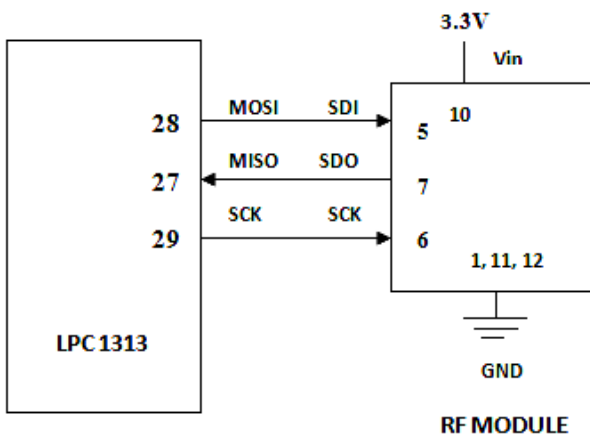 3.3V
Vin
28 MOSI SDI 5 10
27 MISO SDO 7
29 SCK SCK 6
1, 11, 12
LPC 1313
GND
RF MODULE